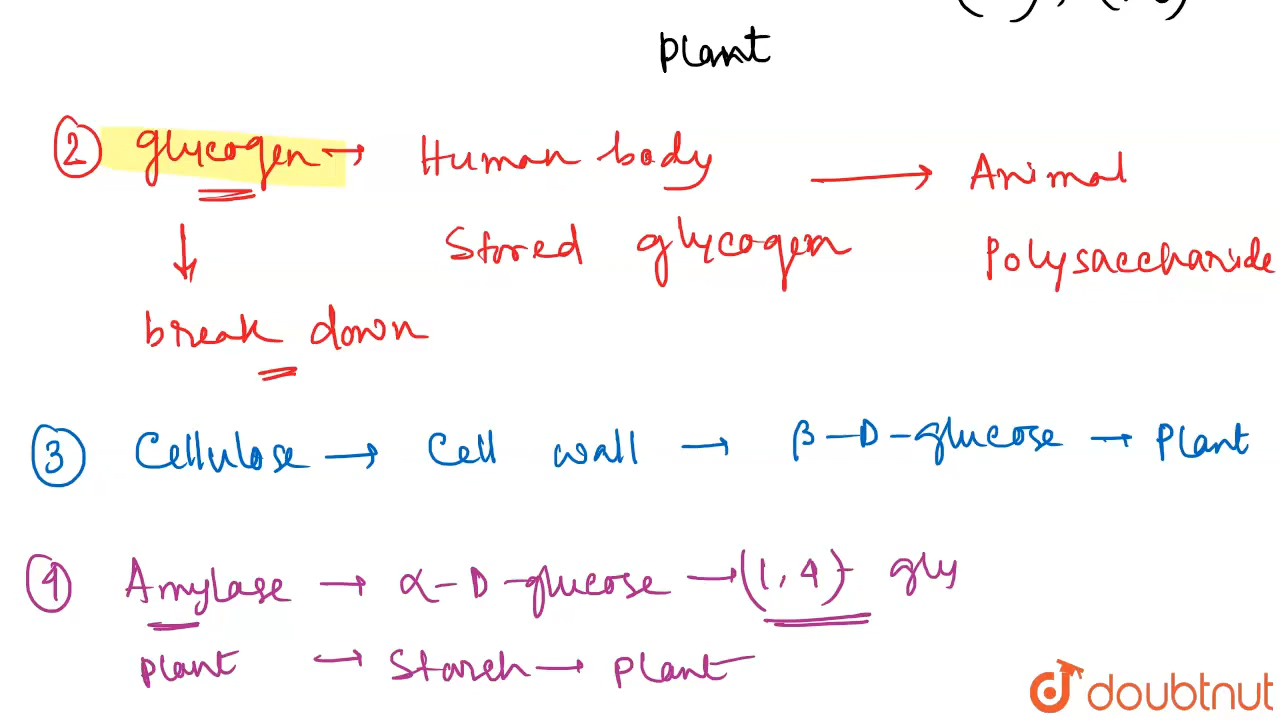 Plant
② glycogen → Human body → Animal
Stored glycogen Polysaccharide
↓
break down
③ Cellulose → Cell wall → β-D-glucose → Plant
④ Amylase → α-D-glucose → (1,4)- gly
Plant → Starch → Plant
doubtnut